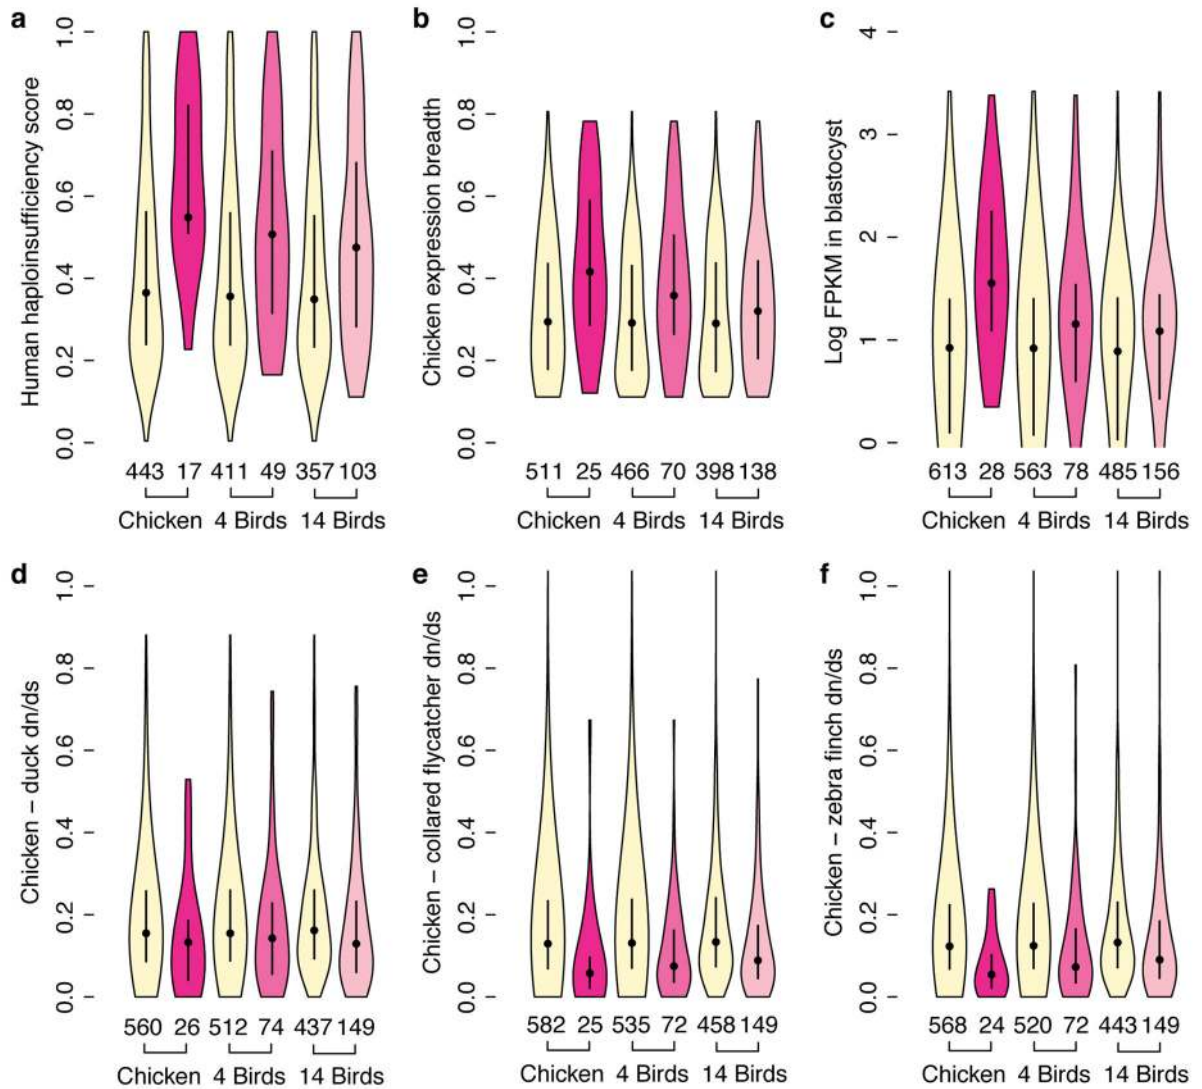 a
Human haploinsufficiency score
0.0 0.2 0.4 0.6 0.8 1.0
443 17 411 49 357 103
Chicken 4 Birds 14 Birds
b
Chicken expression breadth
0.0 0.2 0.4 0.6 0.8 1.0
511 25 466 70 398 138
Chicken 4 Birds 14 Birds
c
Log FPKM in blastocyst
0 1 2 3 4
613 28 563 78 485 156
Chicken 4 Birds 14 Birds
d
Chicken – duck dn/ds
0.0 0.2 0.4 0.6 0.8 1.0
560 26 512 74 437 149
Chicken 4 Birds 14 Birds
e
Chicken – collared flycatcher dn/ds
0.0 0.2 0.4 0.6 0.8 1.0
582 25 535 72 458 149
Chicken 4 Birds 14 Birds
f
Chicken – zebra finch dn/ds
0.0 0.2 0.4 0.6 0.8 1.0
568 24 520 72 443 149
Chicken 4 Birds 14 Birds